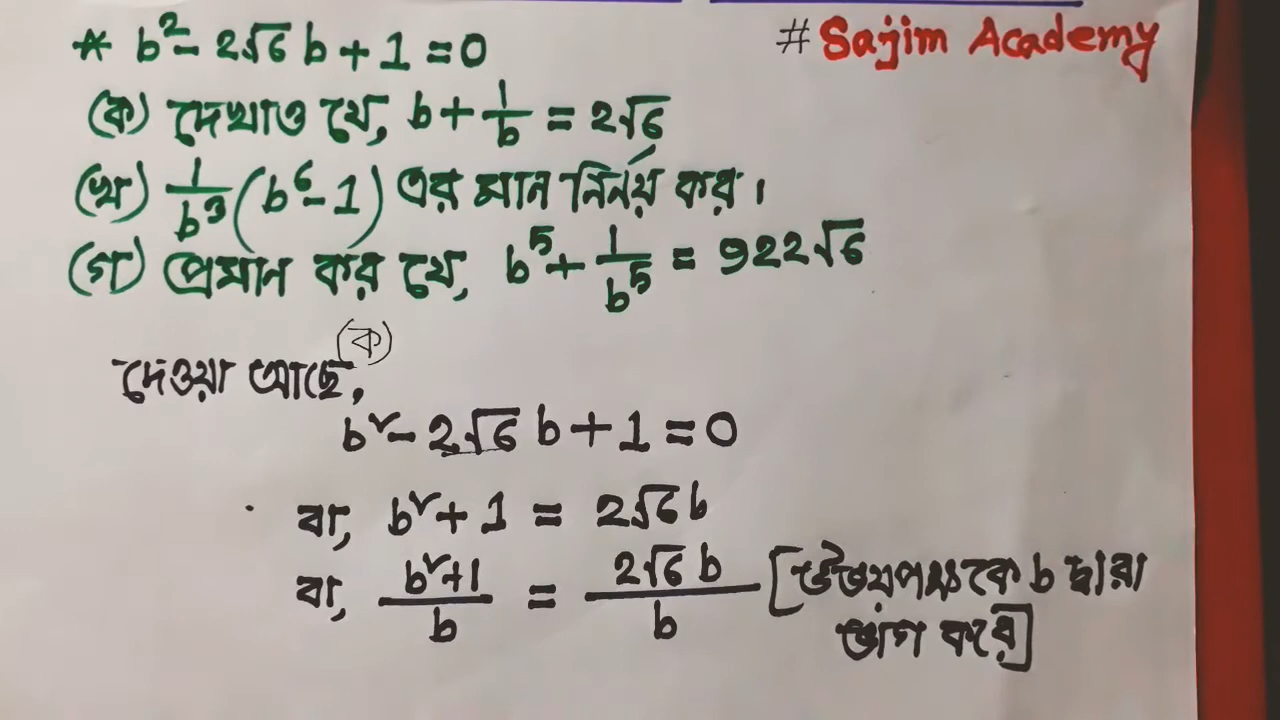 * b² - 2√6 b + 1 = 0
# Sajim Academy
(ক) দেখাও যে, b + 1/b = 2√6
(খ) 1/b³ (b⁶ - 1) এর মান নির্নয় কর।
(গ) প্রমান কর যে, b⁵ + 1/b⁵ = 922√6
(ক)
দেওয়া আছে,
b² - 2√6 b + 1 = 0
বা, b² + 1 = 2√6 b
বা, (b²+1)/b = (2√6 b)/b [উভয়পক্ষকে b দ্বারা
ভাগ করে]